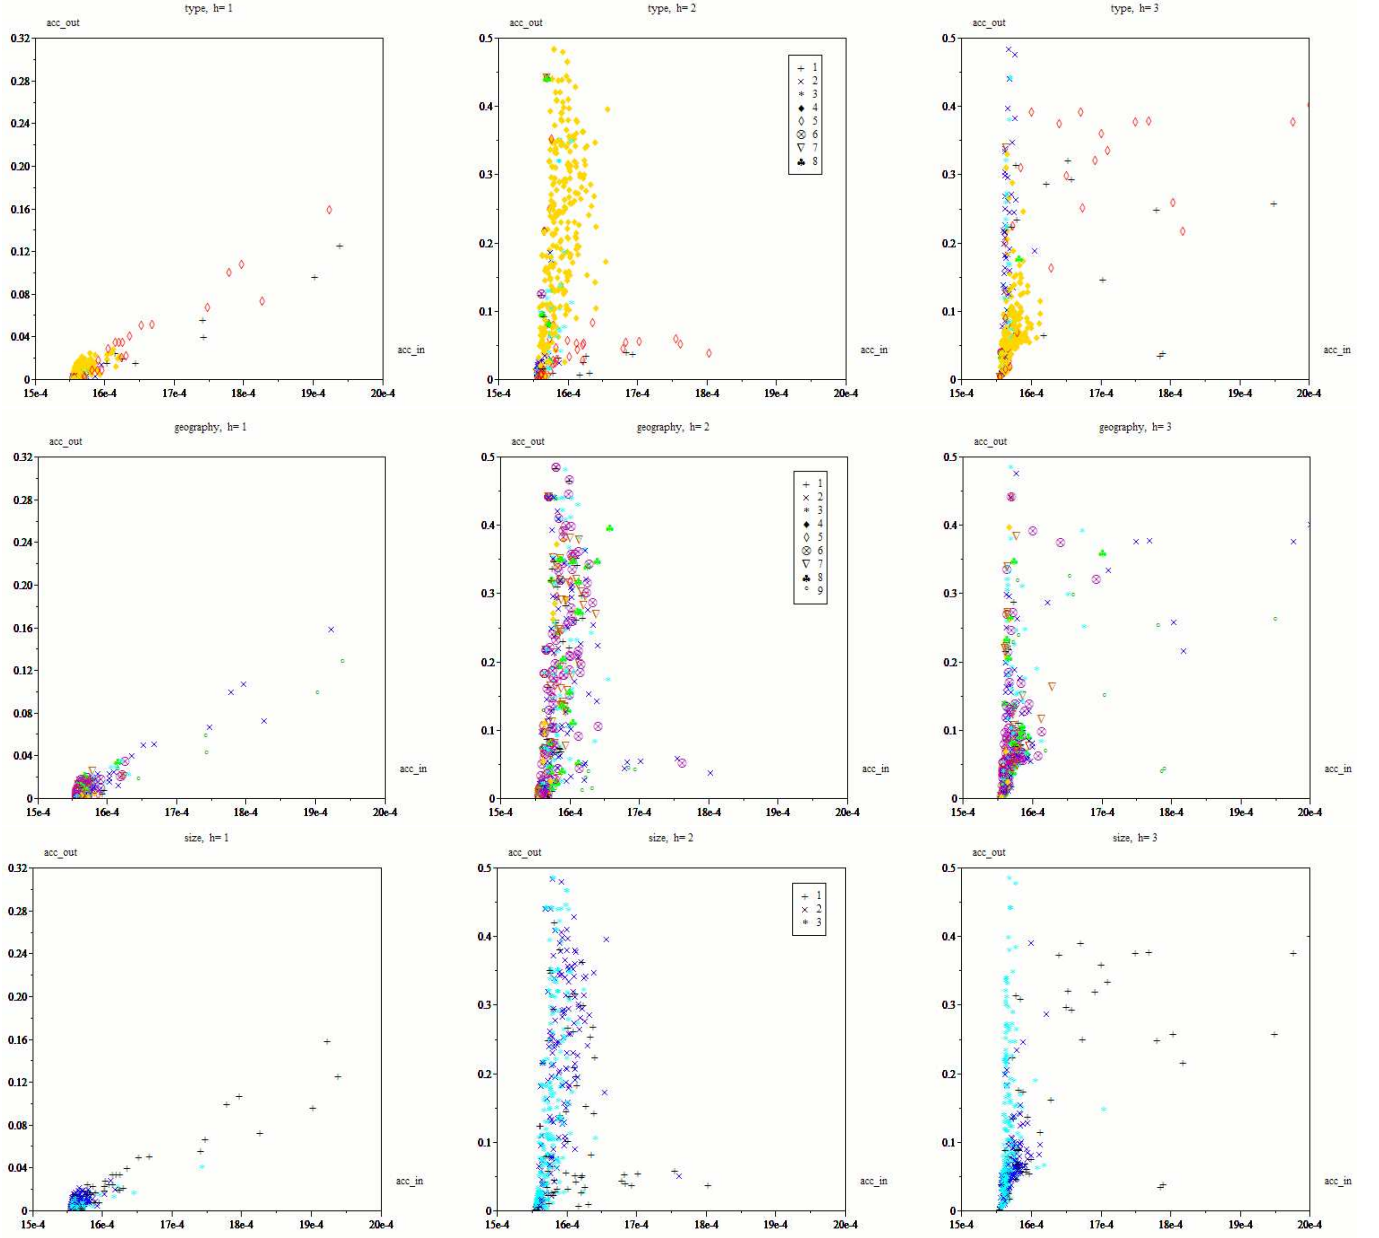 type, h= 1
acc_out
0.32
0.28
0.24
0.20
0.16
0.12
0.08
0.04
0
15e-4 16e-4 17e-4 18e-4 19e-4 20e-4
acc_in
type, h= 2
acc_out
0.5
0.4
0.3
0.2
0.1
0
15e-4 16e-4 17e-4 18e-4 19e-4 20e-4
acc_in
1
2
3
4
5
6
7
8
type, h= 3
acc_out
0.5
0.4
0.3
0.2
0.1
0
15e-4 16e-4 17e-4 18e-4 19e-4 20e-4
acc_in
geography, h= 1
acc_out
0.32
0.28
0.24
0.20
0.16
0.12
0.08
0.04
0
15e-4 16e-4 17e-4 18e-4 19e-4 20e-4
acc_in
geography, h= 2
acc_out
0.5
0.4
0.3
0.2
0.1
0
15e-4 16e-4 17e-4 18e-4 19e-4 20e-4
acc_in
1
2
3
4
5
6
7
8
9
geography, h= 3
acc_out
0.5
0.4
0.3
0.2
0.1
0
15e-4 16e-4 17e-4 18e-4 19e-4 20e-4
acc_in
size, h= 1
acc_out
0.32
0.28
0.24
0.20
0.16
0.12
0.08
0.04
0
15e-4 16e-4 17e-4 18e-4 19e-4 20e-4
acc_in
size, h= 2
acc_out
0.5
0.4
0.3
0.2
0.1
0
15e-4 16e-4 17e-4 18e-4 19e-4 20e-4
acc_in
1
2
3
size, h= 3
acc_out
0.5
0.4
0.3
0.2
0.1
0
15e-4 16e-4 17e-4 18e-4 19e-4 20e-4
acc_in